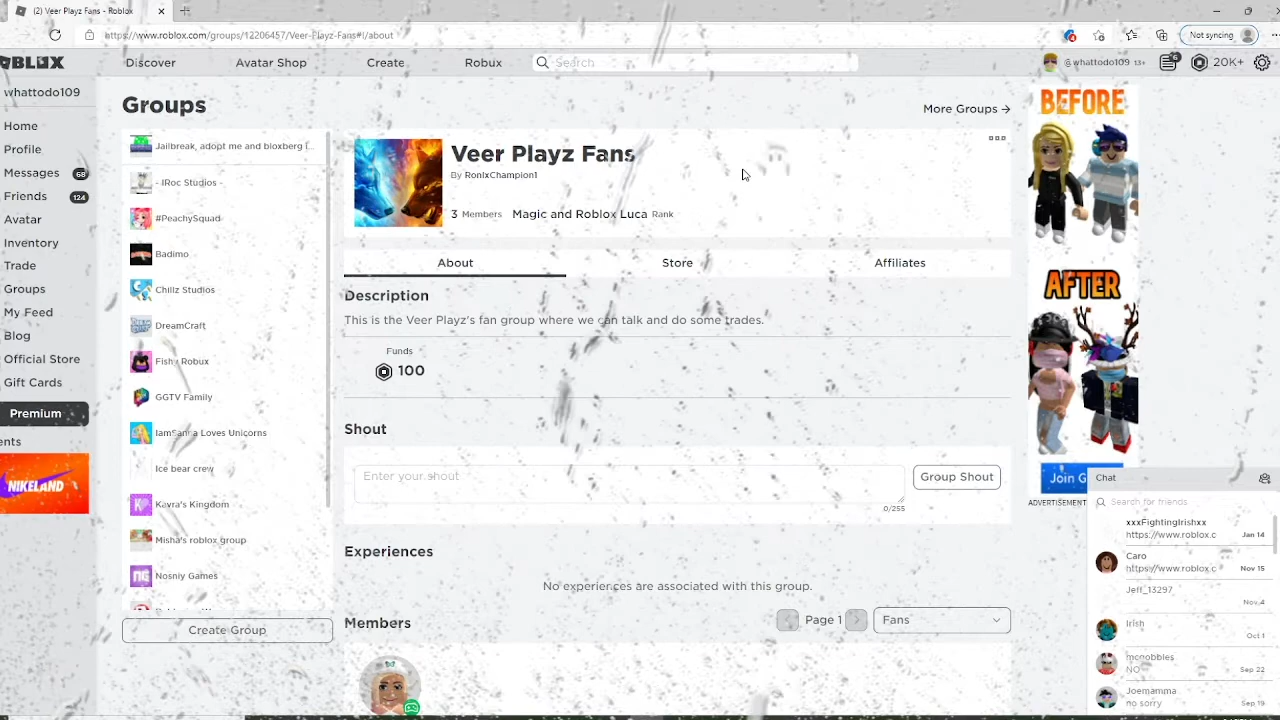 (2) Veer Playz Fans - Roblox
https://www.roblox.com/groups/12206457/Veer-Playz-Fans#!/about
4
Not syncing
ROBLOX
Discover
Avatar Shop
Create
Robux
Search
@whattodo109 13+
20K+
whattodo109
Home
Profile
Messages
68
Friends
124
Avatar
Inventory
Trade
Groups
My Feed
Blog
Official Store
Gift Cards
Premium
ents
NIKELAND
Groups
More Groups →
Jailbreak, adopt me and bloxberg [...
- IRoc Studios -
#PeachySquad
Badimo
Chillz Studios
DreamCraft
Fishy Robux
GGTV Family
IamSanna Loves Unicorns
Ice bear crew
Kavra's Kingdom
Misha's roblox group
Nosniy Games
Create Group
Veer Playz Fans
By RonixChampion1
3 Members Magic and Roblox Luca Rank
About
Store
Affiliates
Description
This is the Veer Playz's fan group where we can talk and do some trades.
Funds
100
Shout
Enter your shout
Group Shout
0/255
Experiences
No experiences are associated with this group.
Members
Page 1
Fans
BEFORE
AFTER
Join G
ADVERTISEMENT
Chat
Search for friends
xxxFightingIrishxx
https://www.roblox.c Jan 14
Caro
https://www.roblox.c Nov 15
Jeff_13297
Nov 4
Irish
Oct 1
mcnobbles
NO Sep 22
Joemamma
no sorry Sep 19